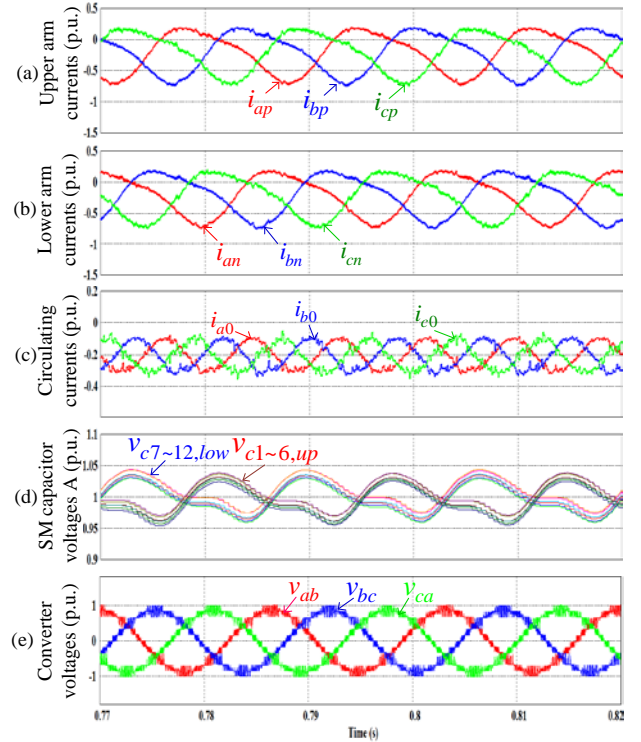 0.5
0
-0.5
-1
1.5
(a)
Upper arm
currents (p.u.)
i_ap
i_bp
i_cp
0.5
0
-0.5
-1
1.5
(b)
Lower arm
currents (p.u.)
i_an
i_bn
i_cn
0.2
0
-0.2
-0.4
(c)
Circulating
currents (p.u.)
i_a0
i_b0
i_c0
1.1
1.05
1
0.95
0.9
(d)
SM capacitor
voltages A (p.u.)
v_c7~12,low
v_c1~6,up
1
0
-1
(e)
Converter
voltages (p.u.)
v_ab
v_bc
v_ca
0.77
0.78
0.79
0.8
0.81
0.82
Time (s)